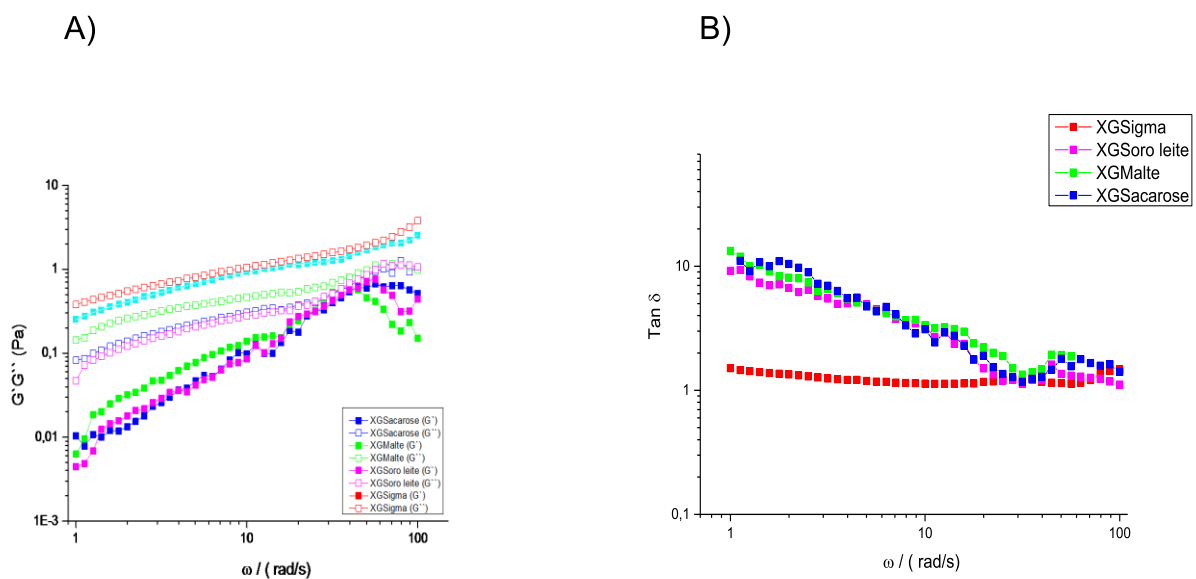 A)
B)
G`G`` (Pa)
10
1
0,1
0,01
1E-3
1
10
100
ω / ( rad/s)
XGSacarose (G`)
XGSacarose (G``)
XGMalte (G`)
XGMalte (G``)
XGSoro leite (G`)
XGSoro leite (G``)
XGSigma (G`)
XGSigma (G``)
Tan δ
10
1
0,1
1
10
100
ω / ( rad/s)
XGSigma
XGSoro leite
XGMalte
XGSacarose